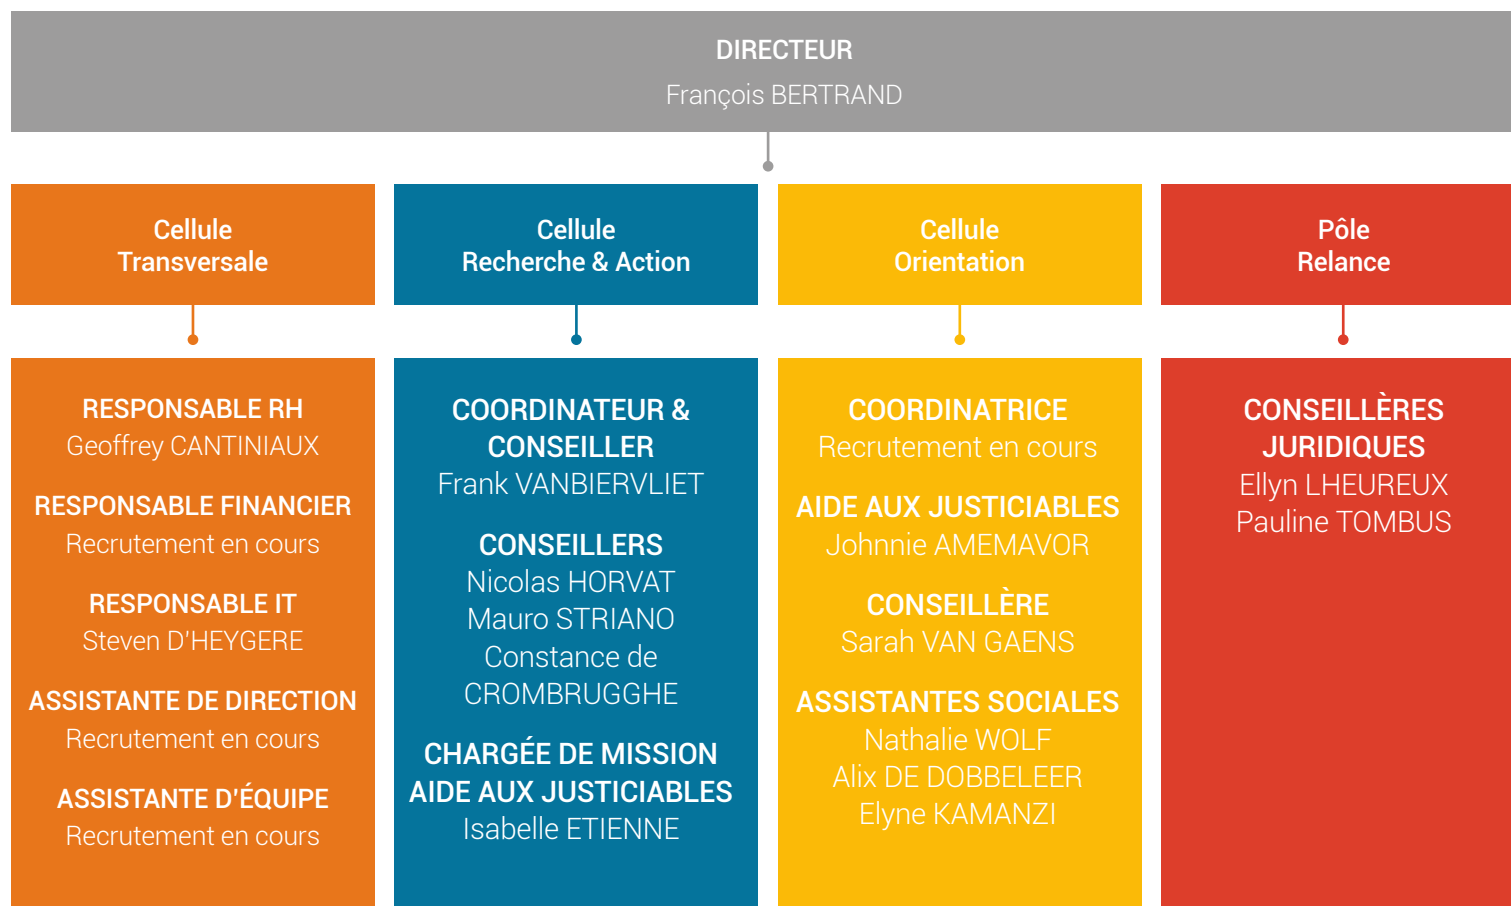 DIRECTEUR
François BERTRAND
Cellule
Transversale
RESPONSABLE RH
Geoffrey CANTINIAUX
RESPONSABLE FINANCIER
Recrutement en cours
RESPONSABLE IT
Steven D'HEYGERE
ASSISTANTE DE DIRECTION
Recrutement en cours
ASSISTANTE D'ÉQUIPE
Recrutement en cours
Cellule
Recherche & Action
COORDINATEUR &
CONSEILLER
Frank VANBIERVLIET
CONSEILLERS
Nicolas HORVAT
Mauro STRIANO
Constance de
CROMBRUGGHE
CHARGÉE DE MISSION
AIDE AUX JUSTICIABLES
Isabelle ETIENNE
Cellule
Orientation
COORDINATRICE
Recrutement en cours
AIDE AUX JUSTICIABLES
Johnnie AMEMAVOR
CONSEILLÈRE
Sarah VAN GAENS
ASSISTANTES SOCIALES
Nathalie WOLF
Alix DE DOBBELEER
Elyne KAMANZI
Pôle
Relance
CONSEILLÈRES
JURIDIQUES
Ellyn LHEUREUX
Pauline TOMBUS